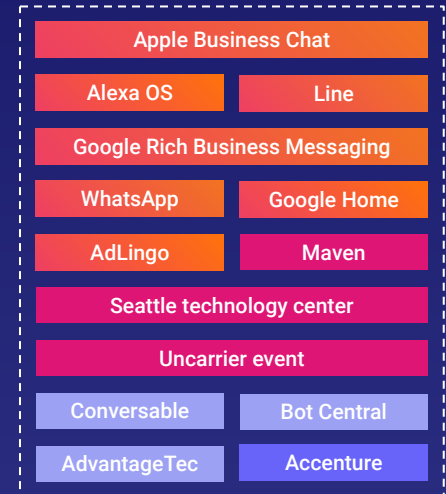 Apple Business Chat
Alexa OS
Line
Google Rich Business Messaging
WhatsApp
Google Home
AdLingo
Maven
Seattle technology center
Uncarrier event
Conversable
Bot Central
AdvantageTec
Accenture